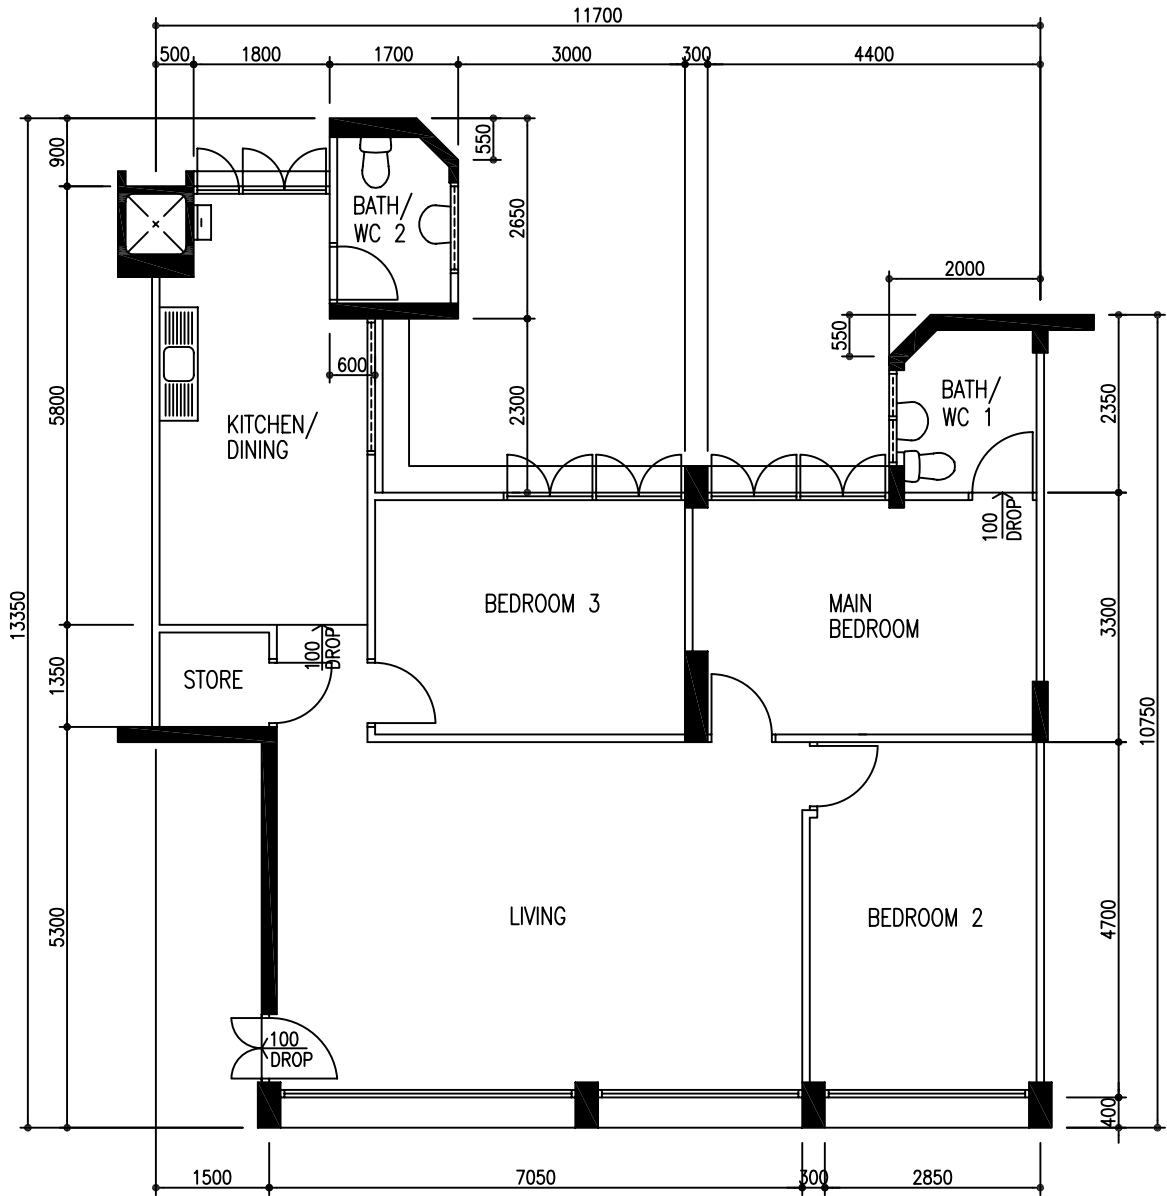 11700
500
1800
1700
3000
300
4400
900
550
BATH/
WC 2
2650
2000
550
600
BATH/
WC 1
2350
5800
KITCHEN/
DINING
2300
100
DROP
13350
BEDROOM 3
MAIN
BEDROOM
3300
100
DROP
1350
STORE
10750
5300
LIVING
BEDROOM 2
4700
100
DROP
400
1500
7050
300
2850